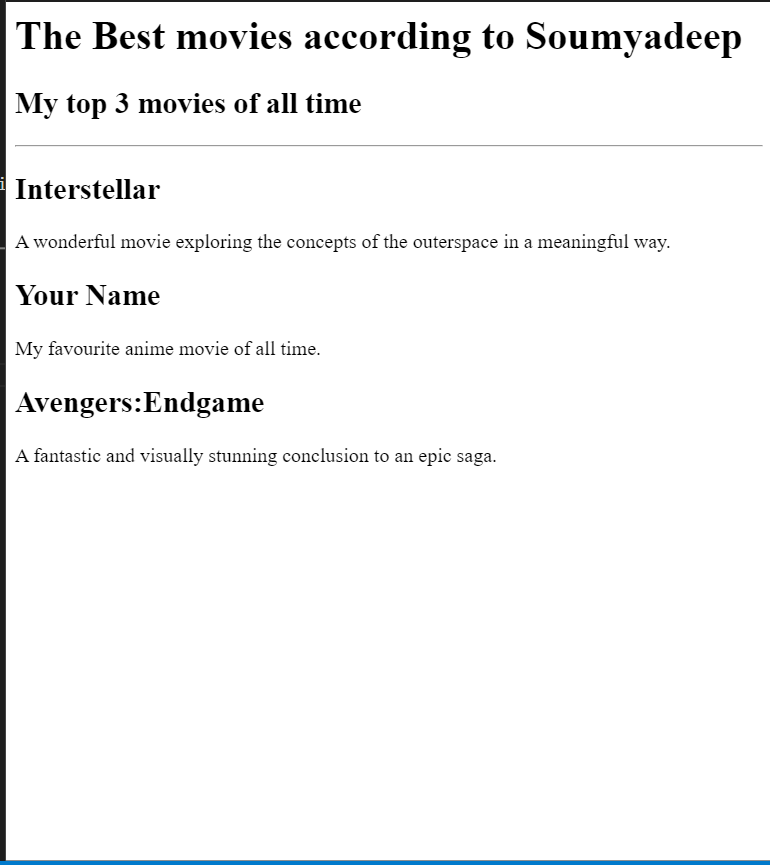 The Best movies according to Soumyadeep
My top 3 movies of all time
Interstellar
A wonderful movie exploring the concepts of the outerspace in a meaningful way.
Your Name
My favourite anime movie of all time.
Avengers:Endgame
A fantastic and visually stunning conclusion to an epic saga.